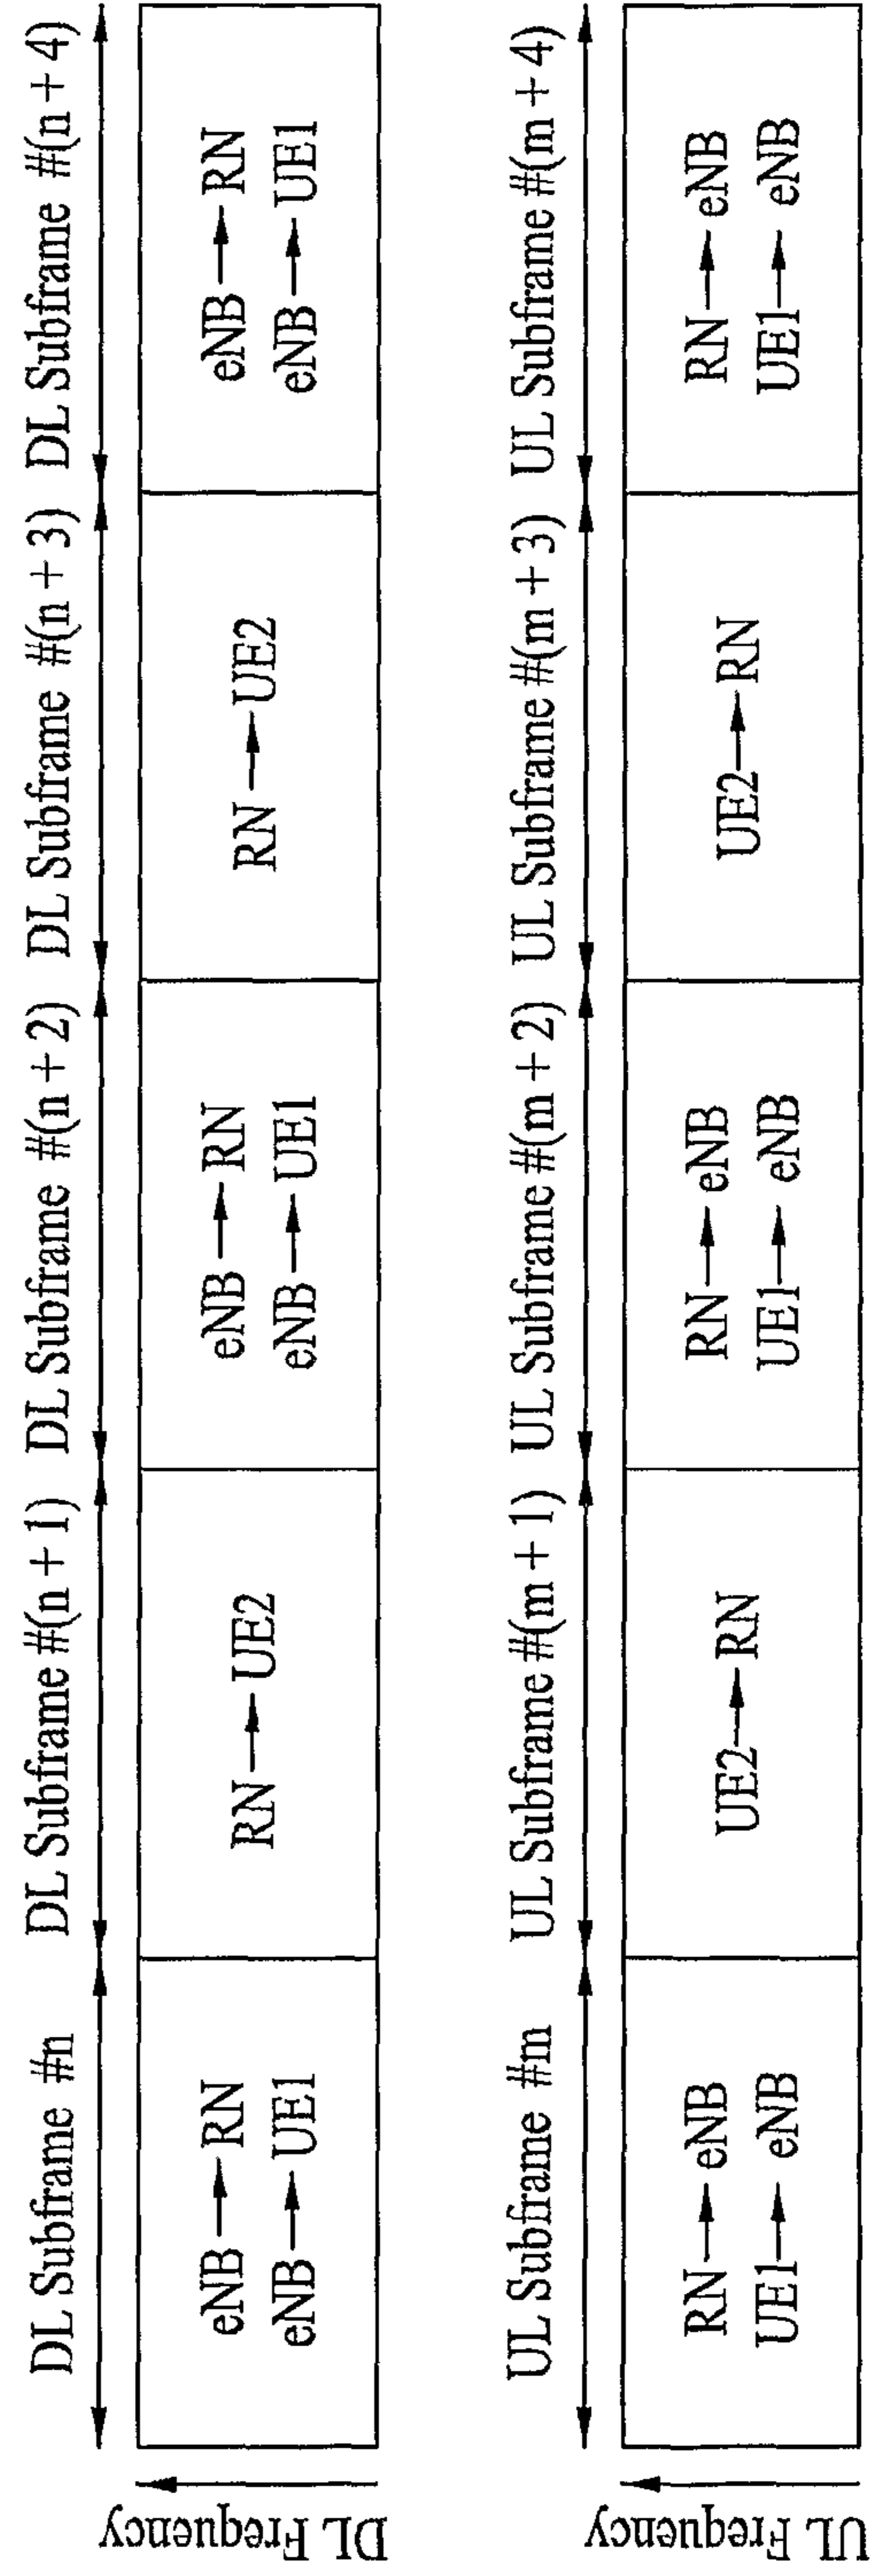 DL Subframe #n
DL Subframe #(n + 1)
DL Subframe #(n + 2)
DL Subframe #(n + 3)
DL Subframe #(n + 4)
DL Frequency
eNB RN
eNB UE1
RN UE2
eNB RN
eNB UE1
RN UE2
eNB RN
eNB UE1
UL Subframe #m
UL Subframe #(m + 1)
UL Subframe #(m + 2)
UL Subframe #(m + 3)
UL Subframe #(m + 4)
UL Frequency
RN eNB
UE1 eNB
UE2 RN
RN eNB
UE1 eNB
UE2 RN
RN eNB
UE1 eNB